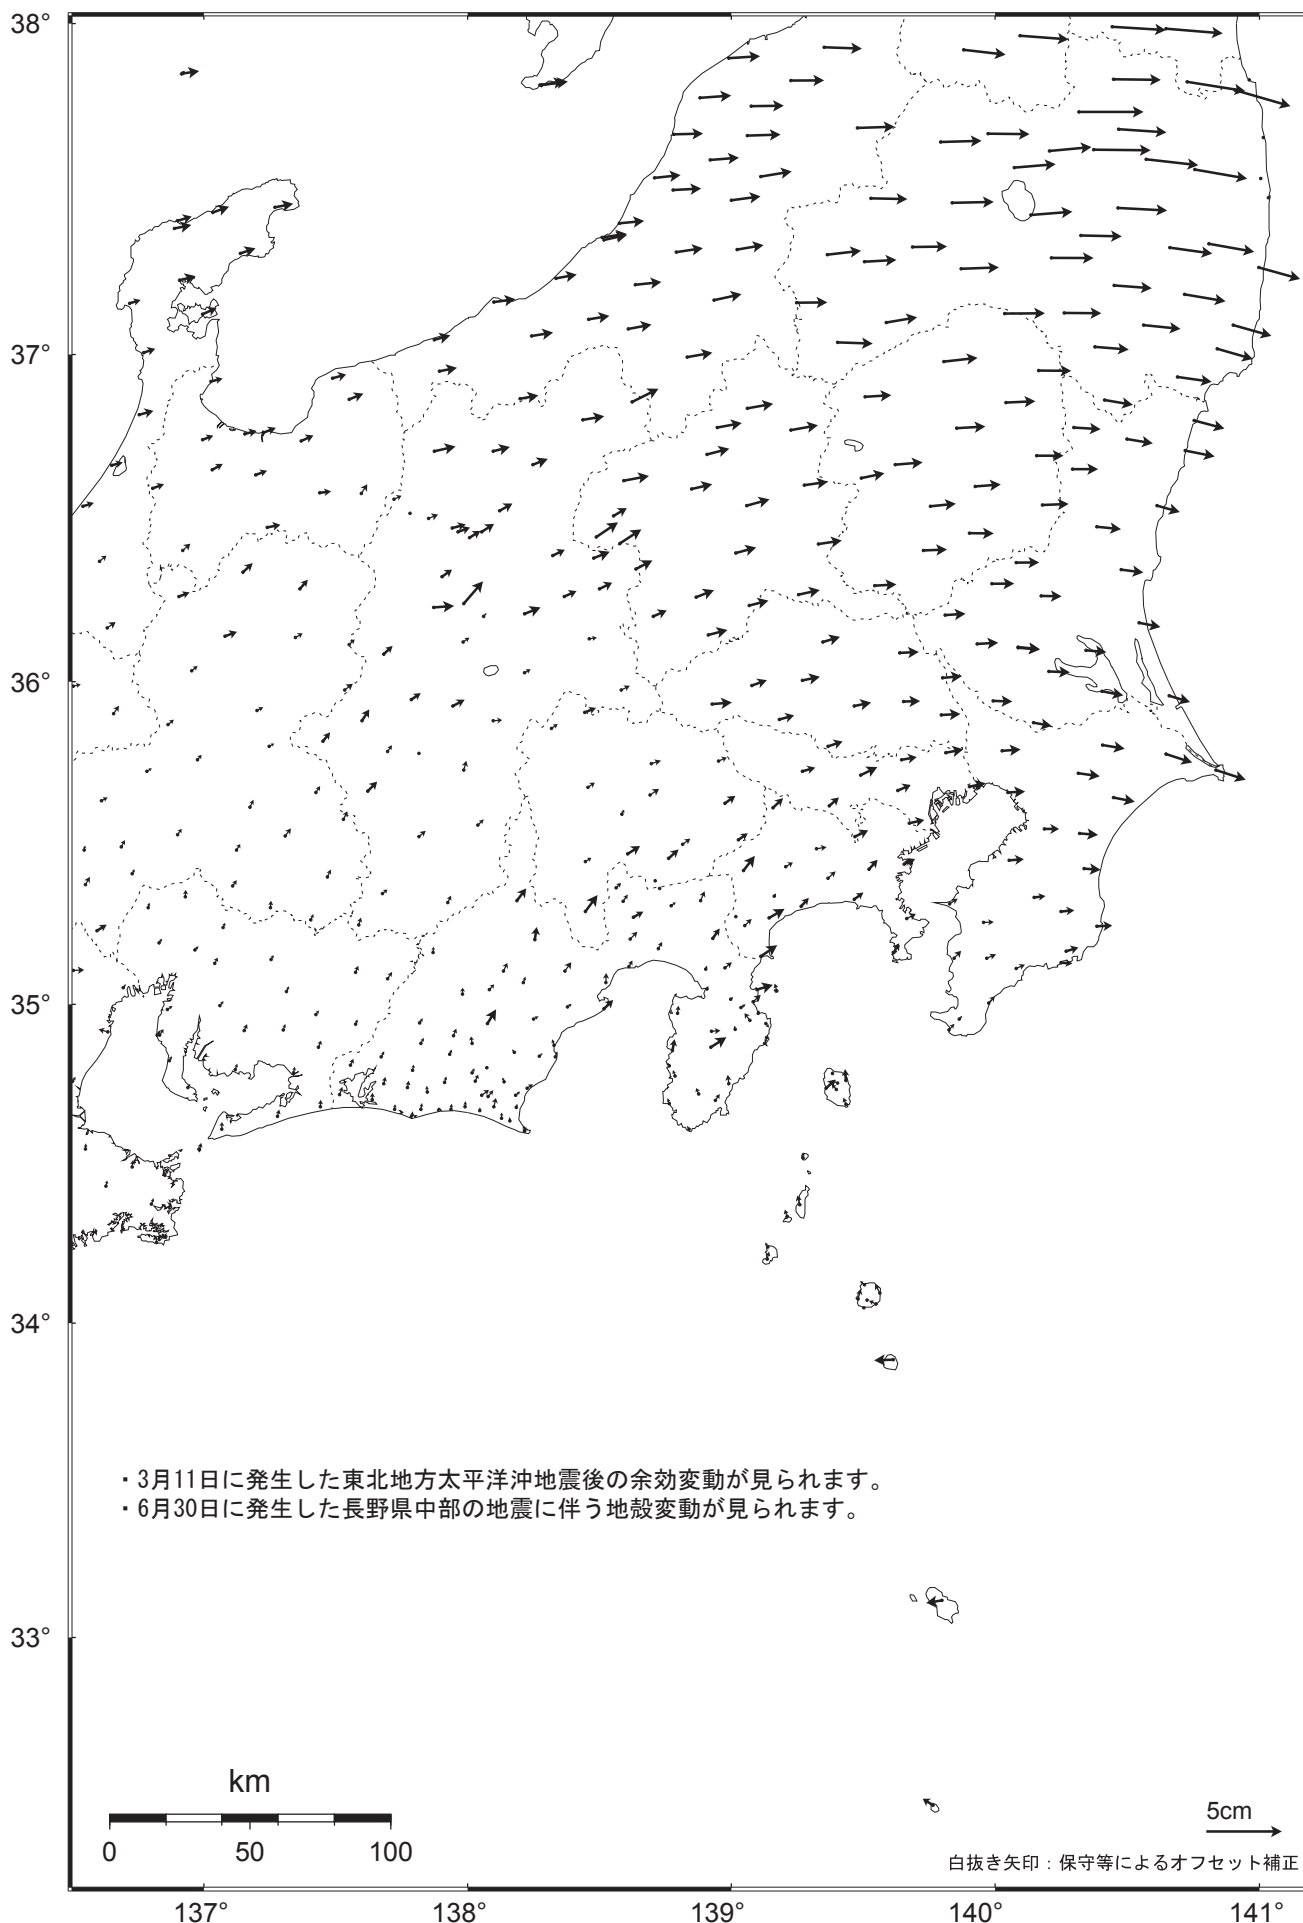 38°
37°
36°
35°
34°
・3月11日に発生した東北地方太平洋沖地震後の余効変動が見られます。
・6月30日に発生した長野県中部の地震に伴う地殻変動が見られます。
33°
km
0 50 100
5cm
白抜き矢印：保守等によるオフセット補正
137° 138° 139° 140° 141°